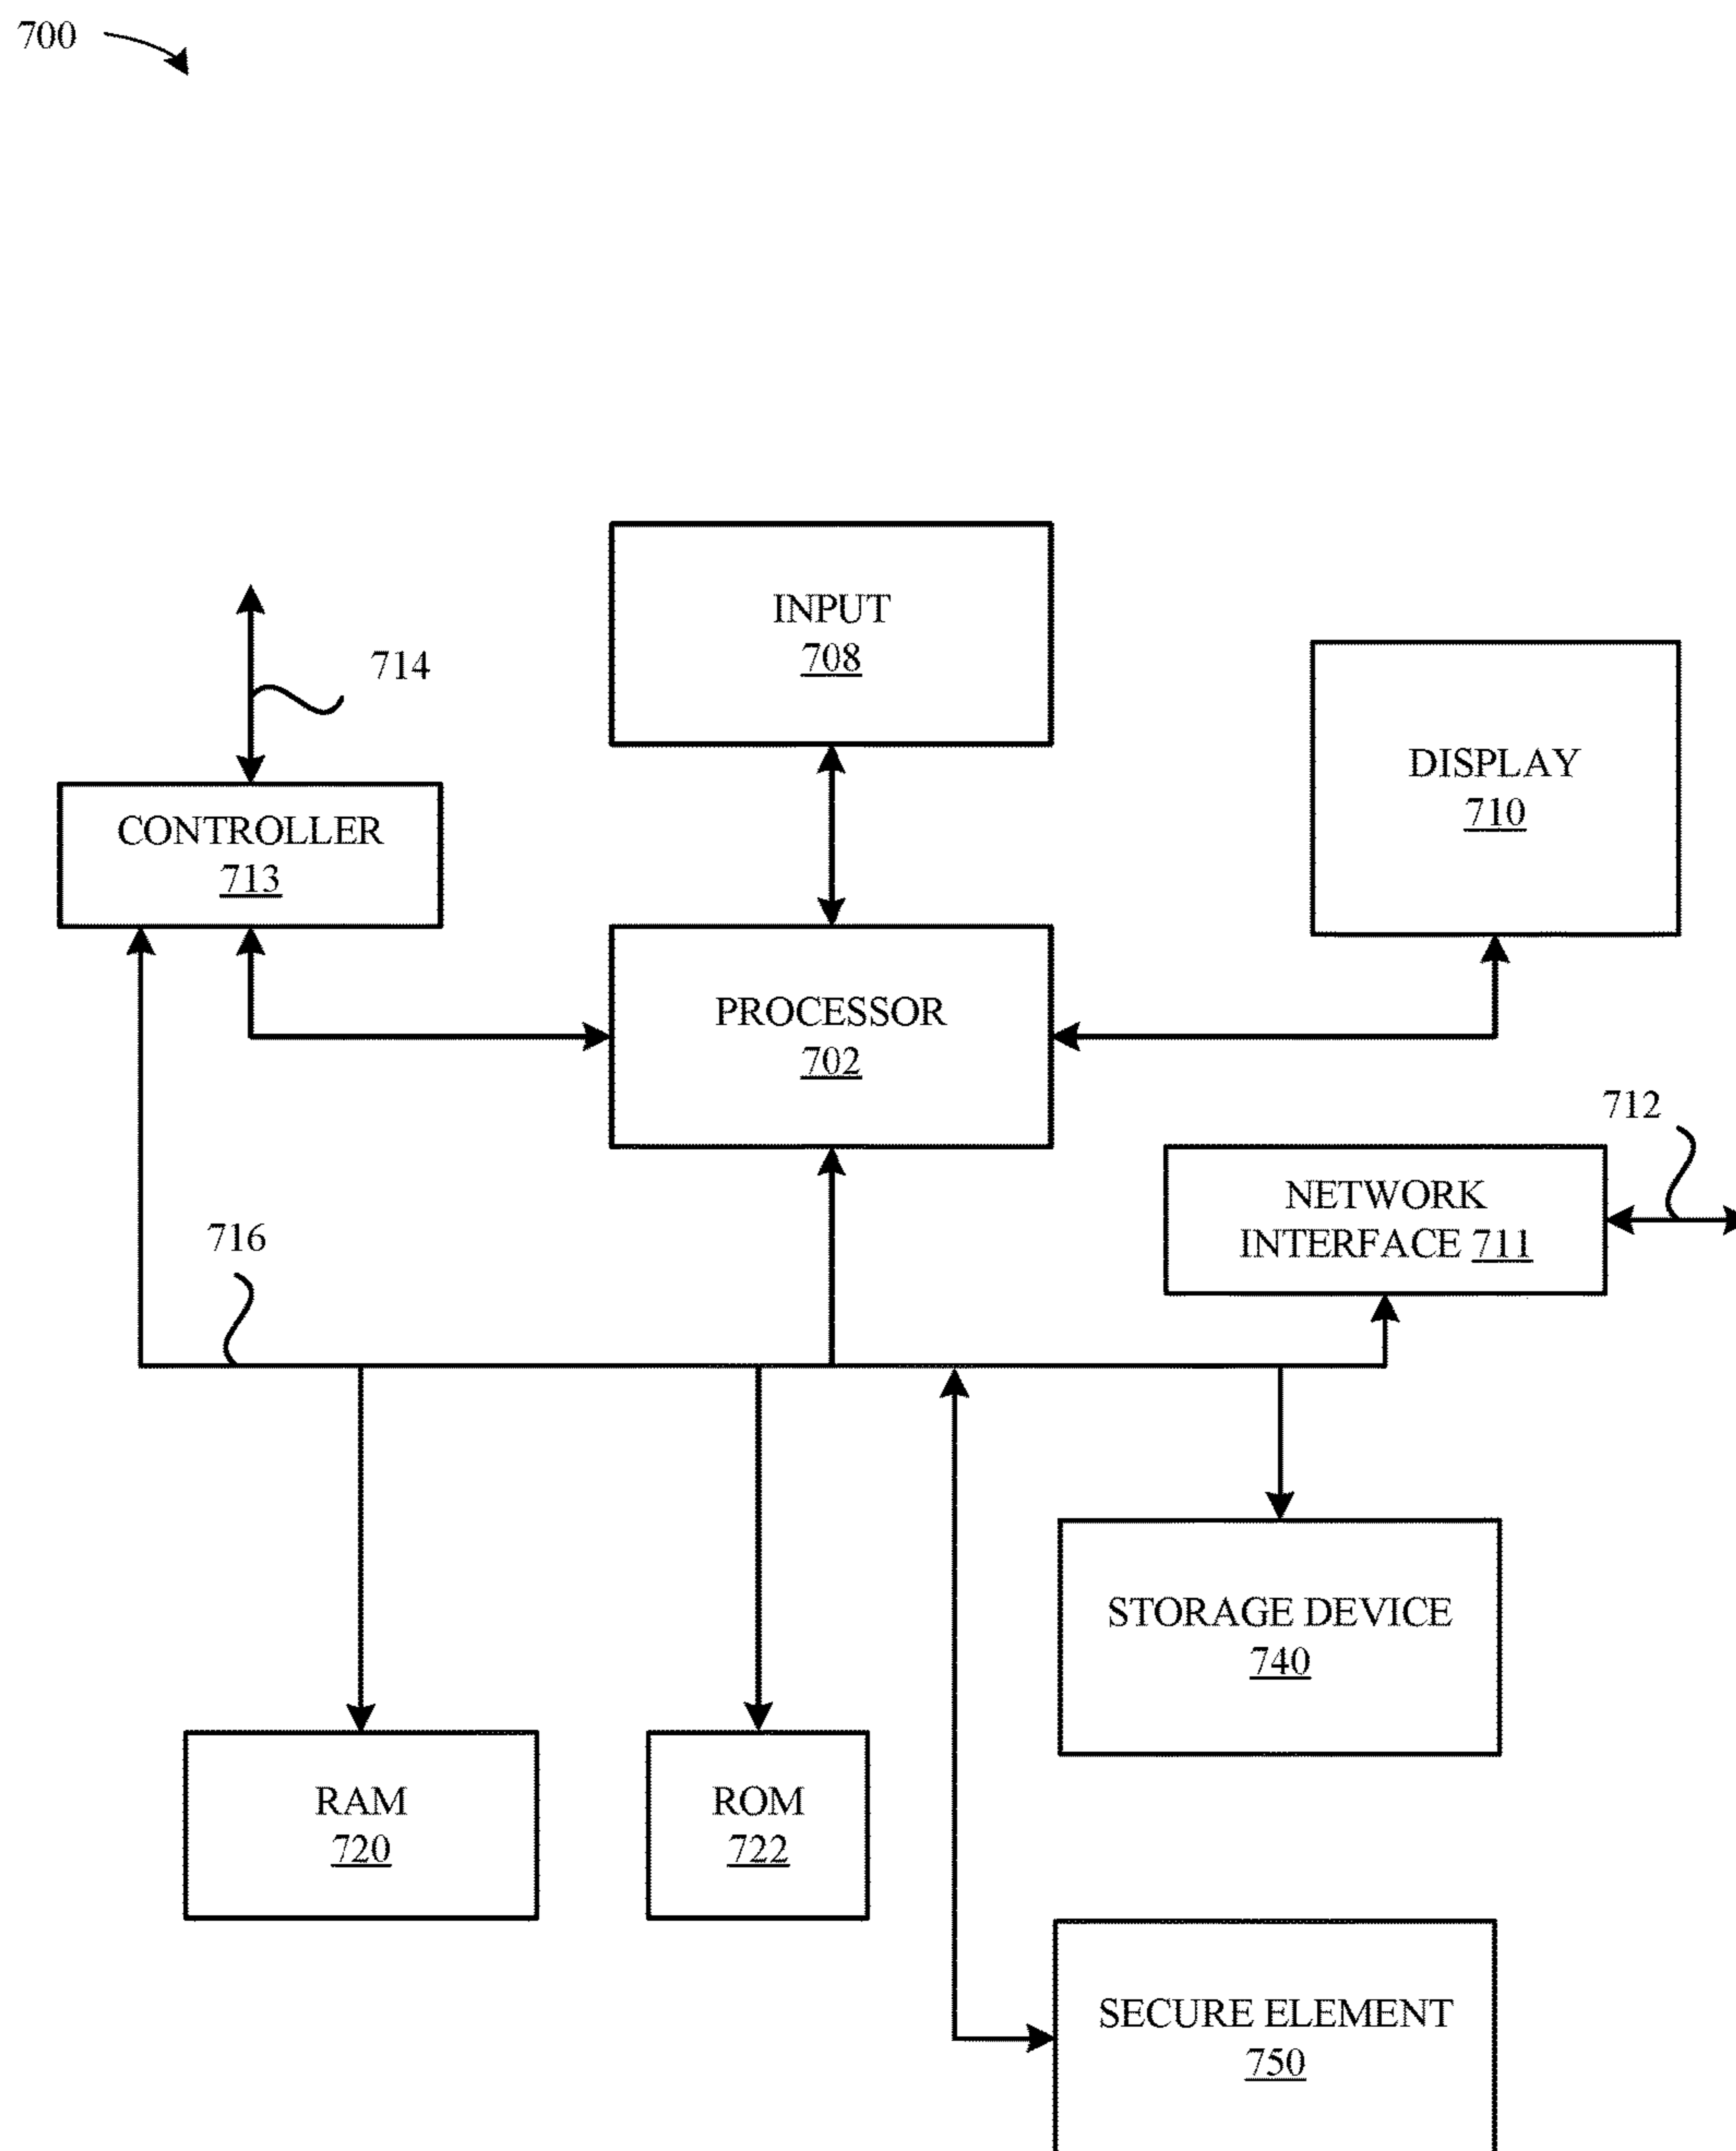 700
INPUT
708
714
DISPLAY
710
CONTROLLER
713
PROCESSOR
702
712
NETWORK
INTERFACE 711
716
STORAGE DEVICE
740
RAM
720
ROM
722
SECURE ELEMENT
750